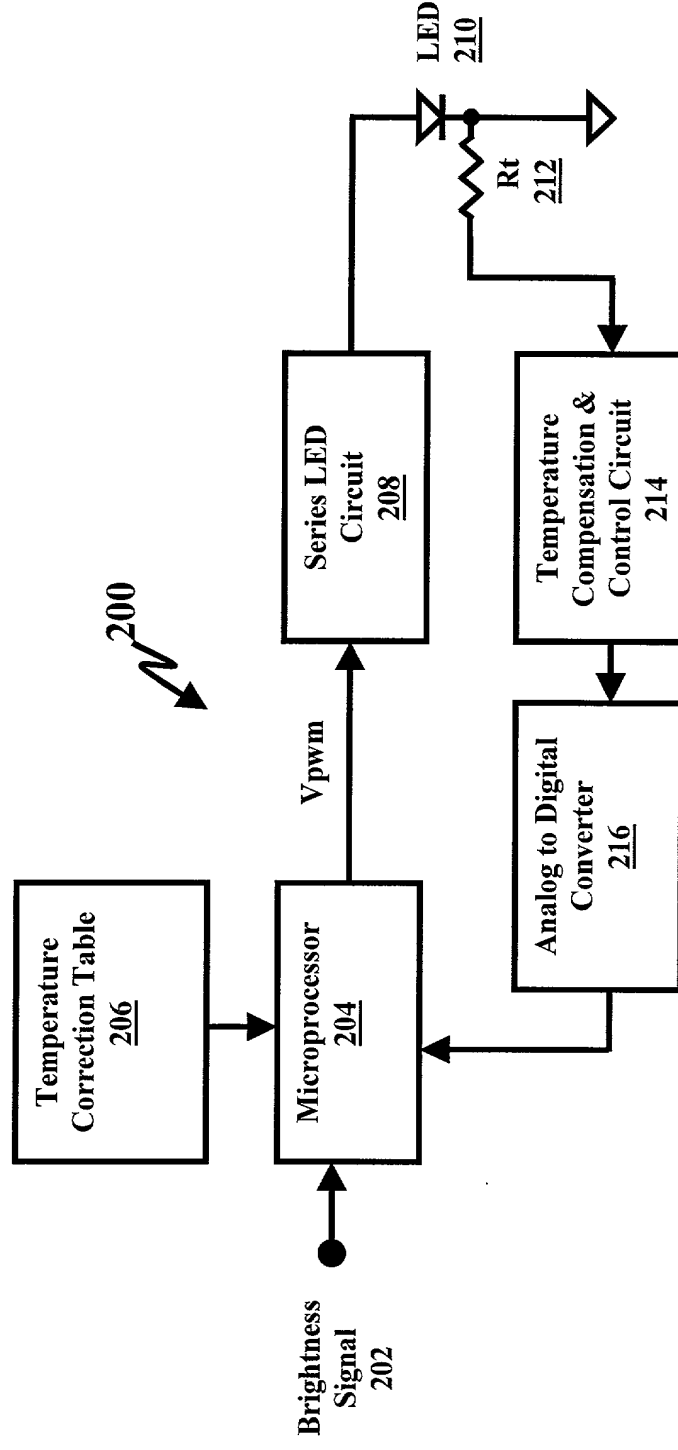 200
Temperature
Correction Table
206
Brightness
Signal
202
Microprocessor
204
Vpwm
Series LED
Circuit
208
LED
210
Rt
212
Temperature
Compensation &
Control Circuit
214
Analog to Digital
Converter
216